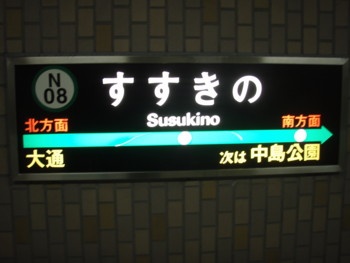 N
08
すすきの
Susukino
北方面
南方面
大通
次は 中島公園